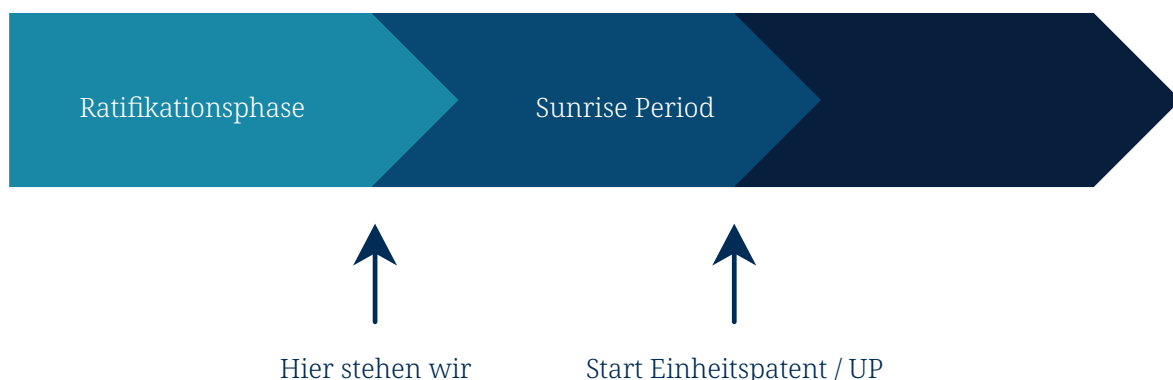 Ratifikationsphase
Sunrise Period
Hier stehen wir
Start Einheitspatent / UP